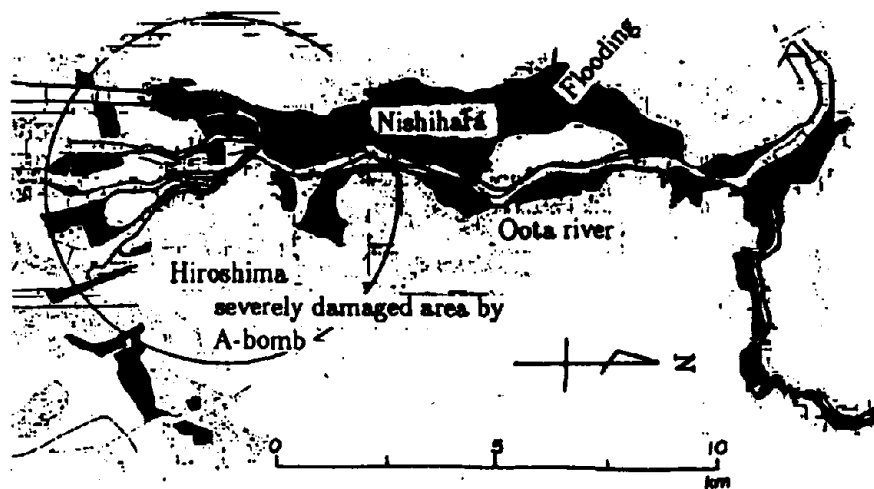 Flooding
Nishihara
Oota river
Hiroshima
severely damaged area by
A-bomb
N
0 5 10
km